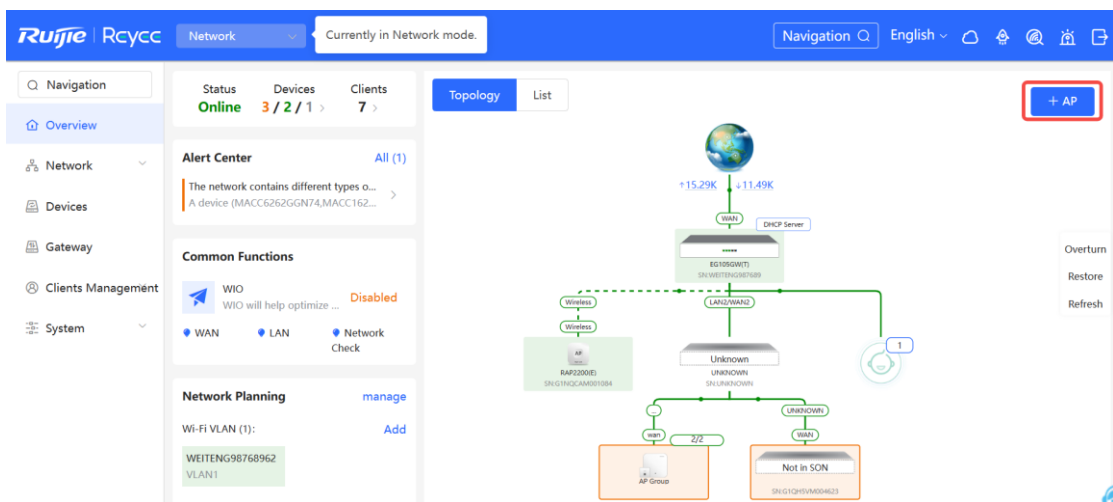 Ruijie | Rcycc
Network
Currently in Network mode.
Navigation
English
Navigation
Overview
Network
Devices
Gateway
Clients Management
System
Status
Devices
Clients
Online
3 / 2 / 1 >
7 >
Alert Center
All (1)
The network contains different types o...
A device (MACC6262GGN74,MACC162...
Common Functions
WIO
WIO will help optimize ...
Disabled
WAN
LAN
Network
Check
Network Planning
manage
Wi-Fi VLAN (1):
Add
WEITENG98768962
VLAN1
Topology
List
+ AP
↑15.29K
↓11.49K
WAN
DHCP Server
EG105GW(T)
SN:WEITENG987689
Wireless
LAN2/WAN2
Wireless
AP
RAP2200(E)
SN:G1NQCAM001084
Unknown
UNKNOWN
SN:UNKNOWN
1
...
UNKNOWN
wan
2/2
WAN
AP Group
Not in SON
SN:G1QH5VM004623
Overturn
Restore
Refresh